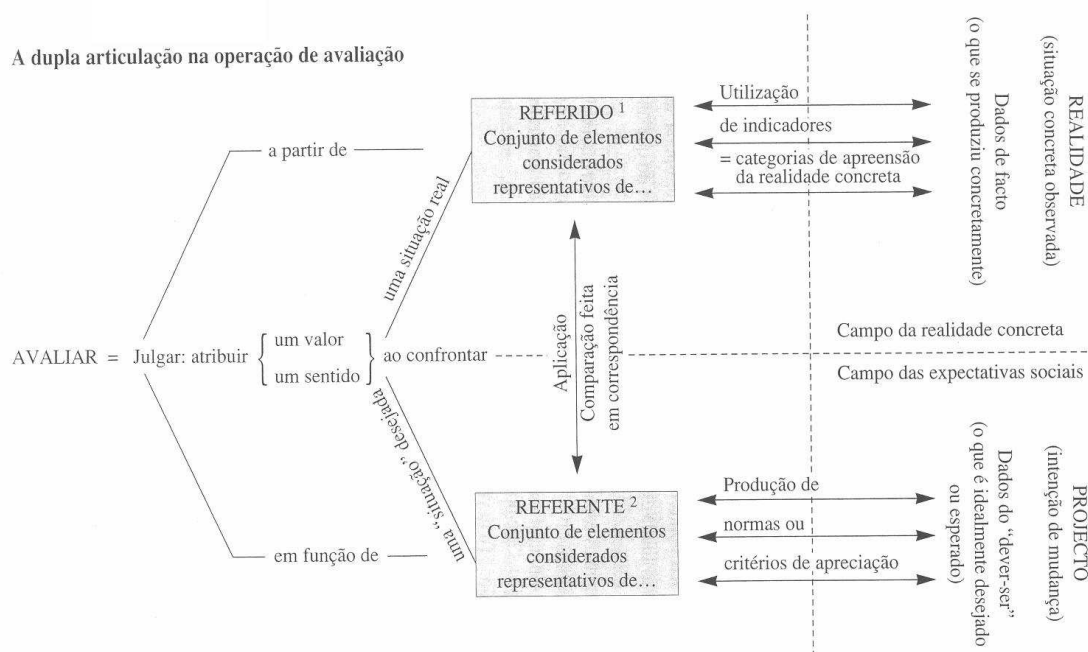 A dupla articulação na operação de avaliação
a partir de
uma situação real
REFERIDO 1
Conjunto de elementos
considerados
representativos de…
Utilização
de indicadores
= categorias de apreensão
da realidade concreta
Dados de facto
(o que se produziu concretamente)
REALIDADE
(situação concreta observada)
AVALIAR = Julgar: atribuir
um valor
um sentido
ao confrontar
Aplicação
Comparação feita
em correspondência
Campo da realidade concreta
Campo das expectativas sociais
em função de
uma "situação" desejada
REFERENTE 2
Conjunto de elementos
considerados
representativos de…
Produção de
normas ou
critérios de apreciação
Dados do "dever-ser"
(o que é idealmente desejado
ou esperado)
PROJECTO
(intenção de mudança)